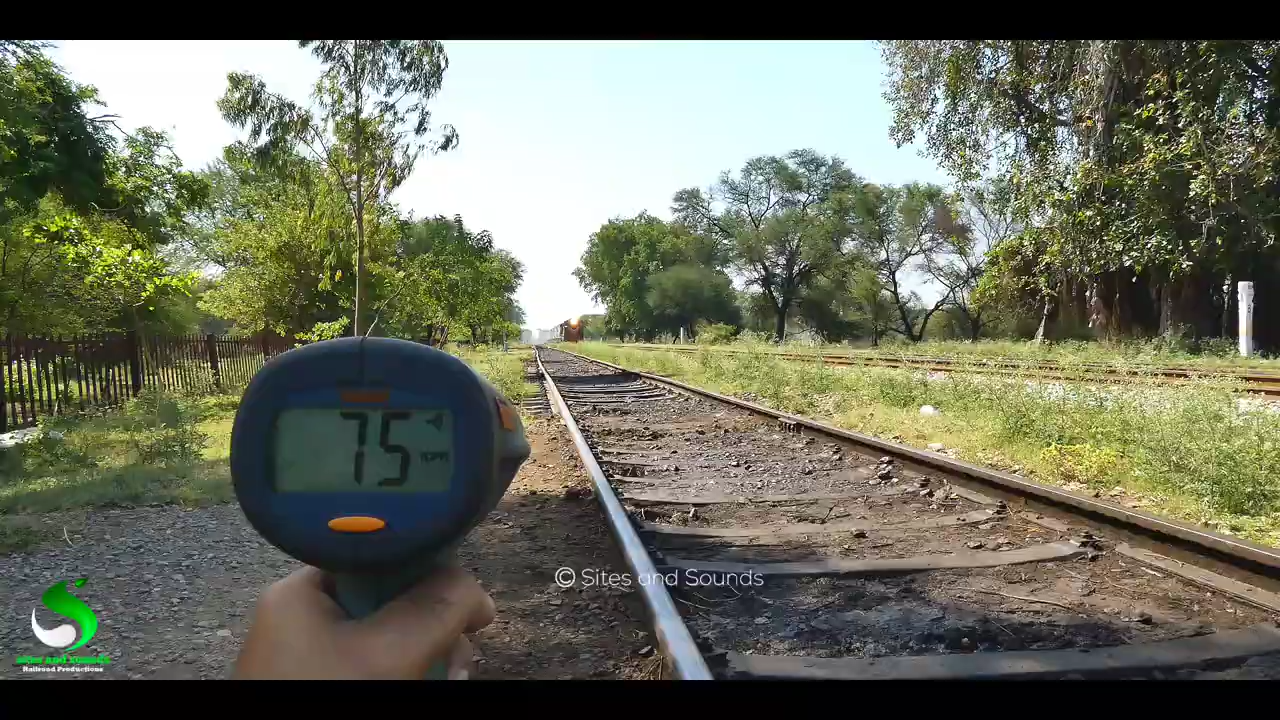 75
KPH
© Sites and Sounds
Sites and Sounds
Railroad Productions